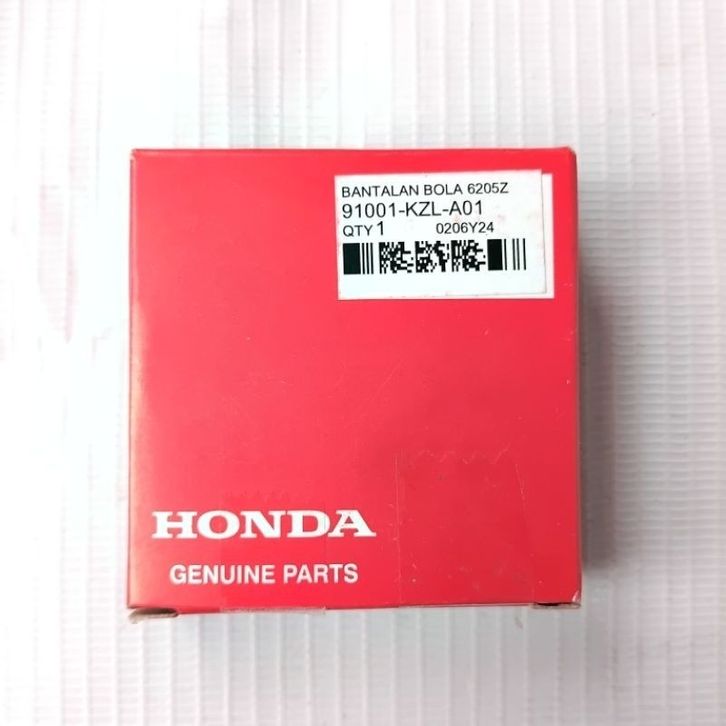 BANTALAN BOLA 6205Z
91001-KZL-A01
QTY 1 0206Y24
HONDA
GENUINE PARTS